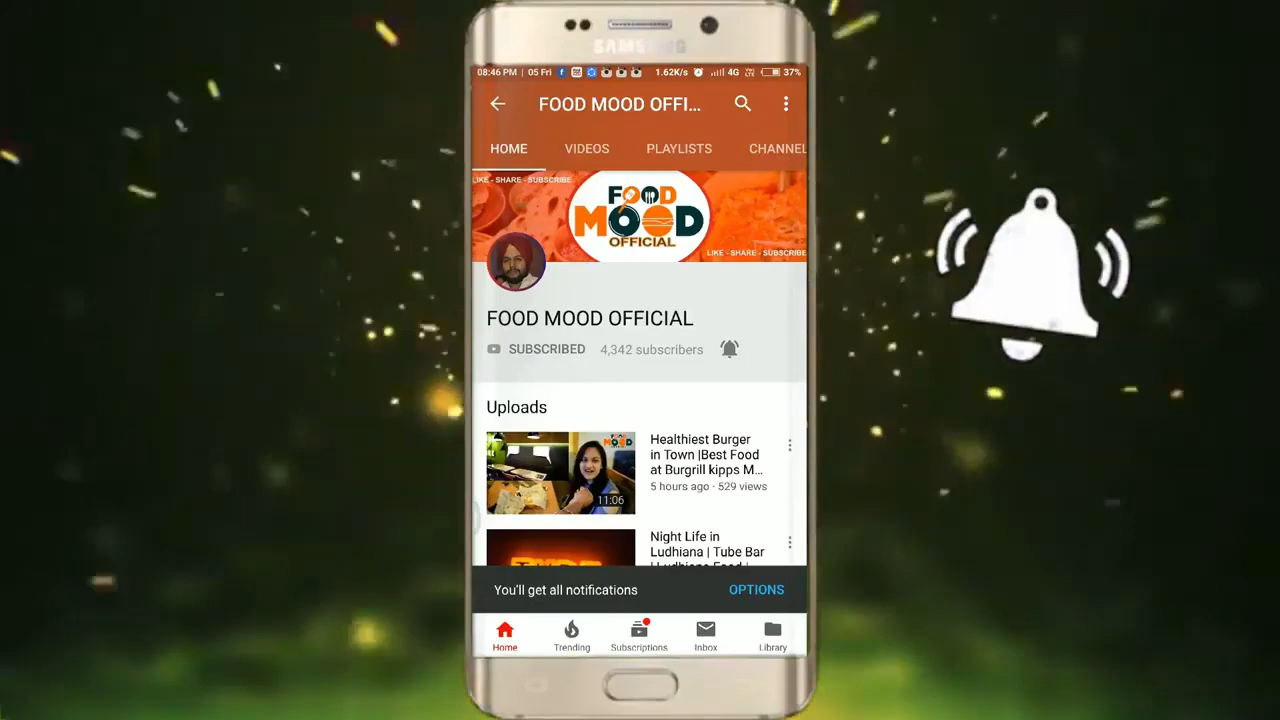 SAMSUNG
08:46 PM | 05 Fri 1.62K/s 4G 37%
FOOD MOOD OFFI...
HOME VIDEOS PLAYLISTS CHANNEL
LIKE - SHARE - SUBSCRIBE
FOOD
MOOD
OFFICIAL
LIKE - SHARE - SUBSCRIBE
FOOD MOOD OFFICIAL
SUBSCRIBED 4,342 subscribers
Uploads
Healthiest Burger
in Town |Best Food
at Burgrill kipps M...
5 hours ago · 529 views
FOOD
MOOD
11:06
Night Life in
Ludhiana | Tube Bar
| Ludhiana Food |
You'll get all notifications OPTIONS
Home Trending Subscriptions Inbox Library